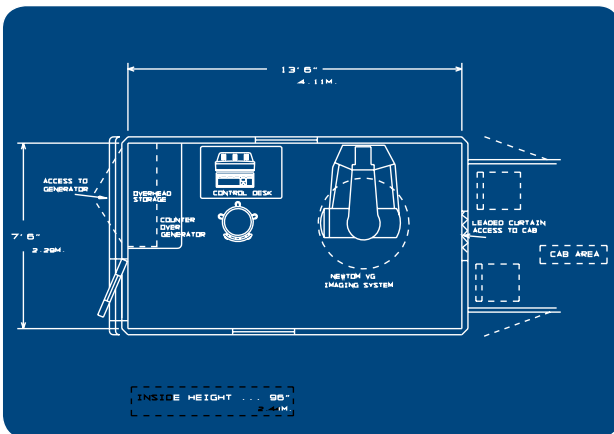 13'6"
4.11M.
ACCESS TO
GENERATOR
OVERHEAD
STORAGE
CONTROL DESK
COUNTER
OVER
GENERATOR
7'6"
2.29M.
LEADED CURTAIN
ACCESS TO CAB
CAB AREA
NEWTOM VG
IMAGING SYSTEM
INSIDE HEIGHT ... 96"
2.44M.